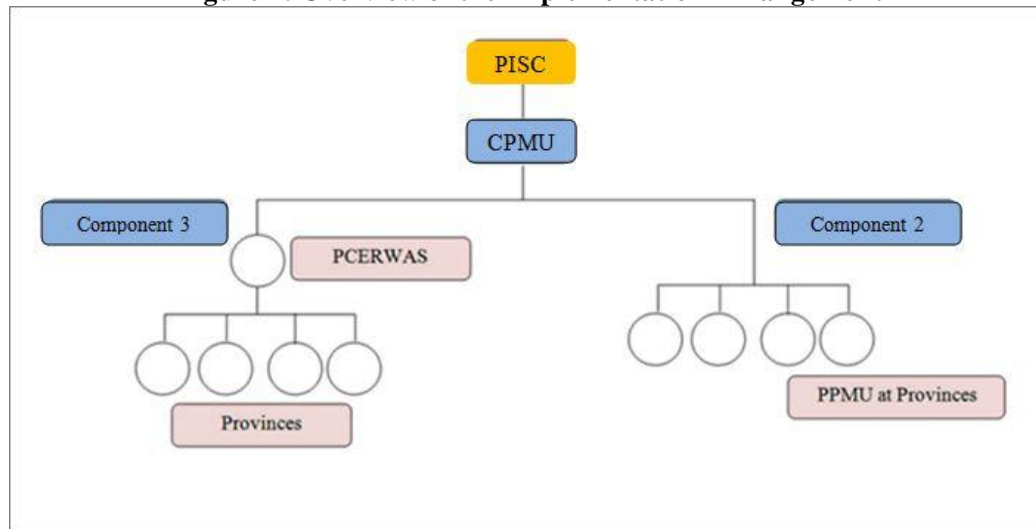 PISC
CPMU
Component 3
Component 2
PCERWAS
Provinces
PPMU at Provinces